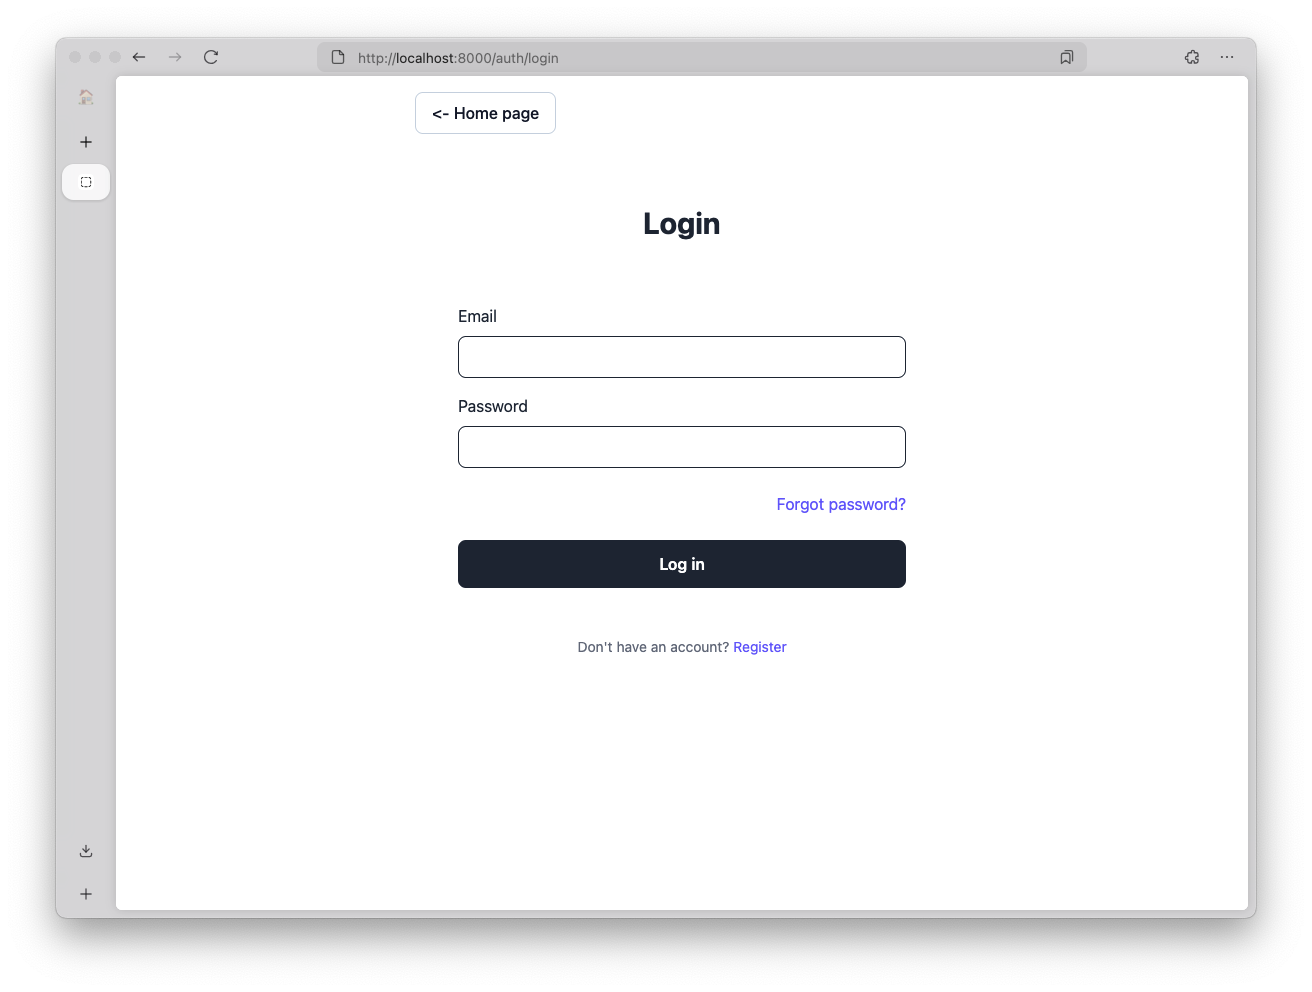 http://localhost:8000/auth/login
<- Home page
Login
Email
Password
Forgot password?
Log in
Don't have an account? Register